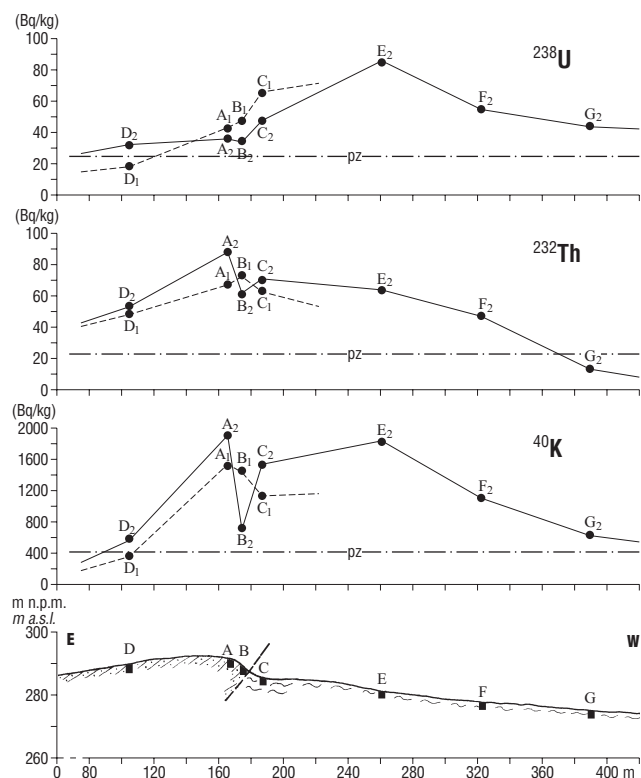 (Bq/kg)
238U
100
80
60
40
20
0
D2
D1
A1
A2
B1
B2
C1
C2
E2
F2
G2
pz
(Bq/kg)
232Th
100
80
60
40
20
0
D2
D1
A2
A1
B1
B2
C2
C1
E2
F2
G2
pz
(Bq/kg)
40K
2000
1600
1200
800
400
0
D2
D1
A2
A1
B1
B2
C2
C1
E2
F2
G2
pz
m n.p.m.
m a.s.l.
300
280
260
E
W
D
A
B
C
E
F
G
0 80 120 160 200 240 280 320 360 400 m